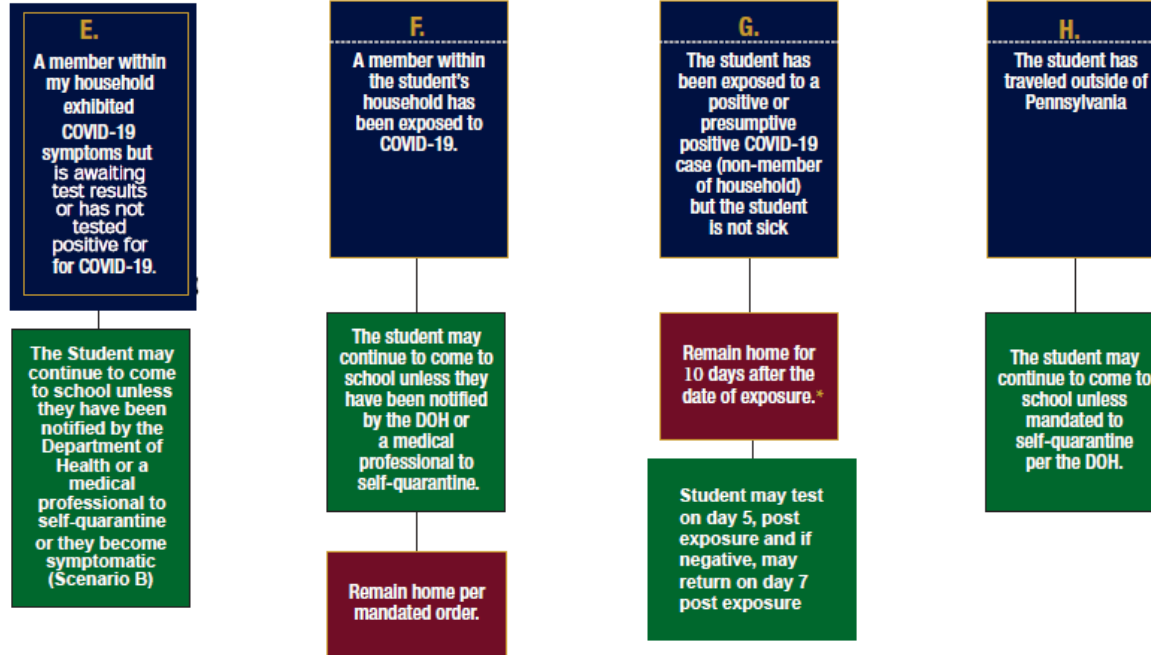 E.
A member within
my household
exhibited
COVID-19
symptoms but
is awaiting
test results
or has not
tested
positive for
for COVID-19.
The Student may
continue to come
to school unless
they have been
notified by the
Department of
Health or a
medical
professional to
self-quarantine
or they become
symptomatic
(Scenario B)
F.
A member within
the student's
household has
been exposed to
COVID-19.
The student may
continue to come to
school unless they
have been notified
by the DOH or
a medical
professional to
self-quarantine.
Remain home per
mandated order.
G.
The student has
been exposed to a
positive or
presumptive
positive COVID-19
case (non-member
of household)
but the student
is not sick
Remain home for
10 days after the
date of exposure.*
Student may test
on day 5, post
exposure and if
negative, may
return on day 7
post exposure
H.
The student has
traveled outside of
Pennsylvania
The student may
continue to come to
school unless
mandated to
self-quarantine
per the DOH.